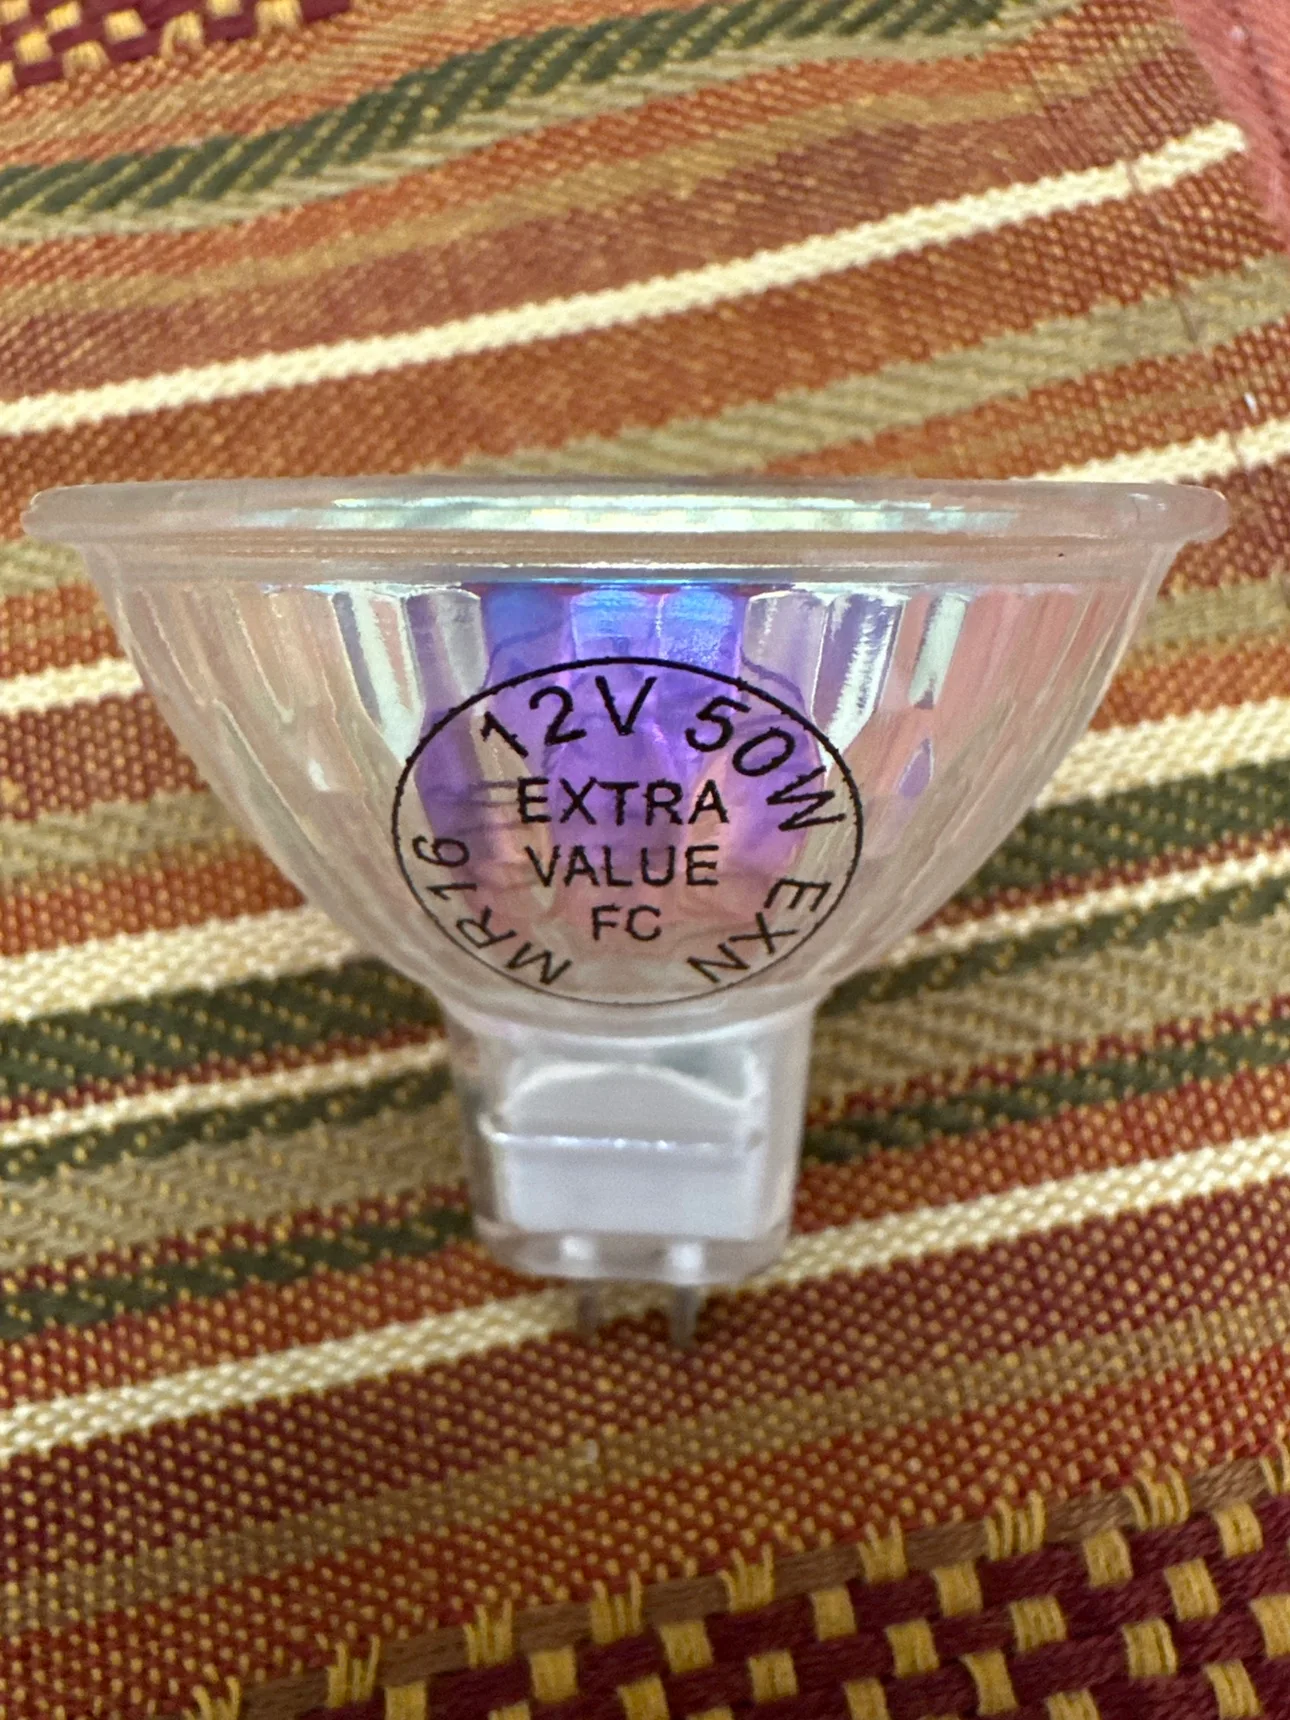 12V 50W EXN MR16
EXTRA
VALUE
FC